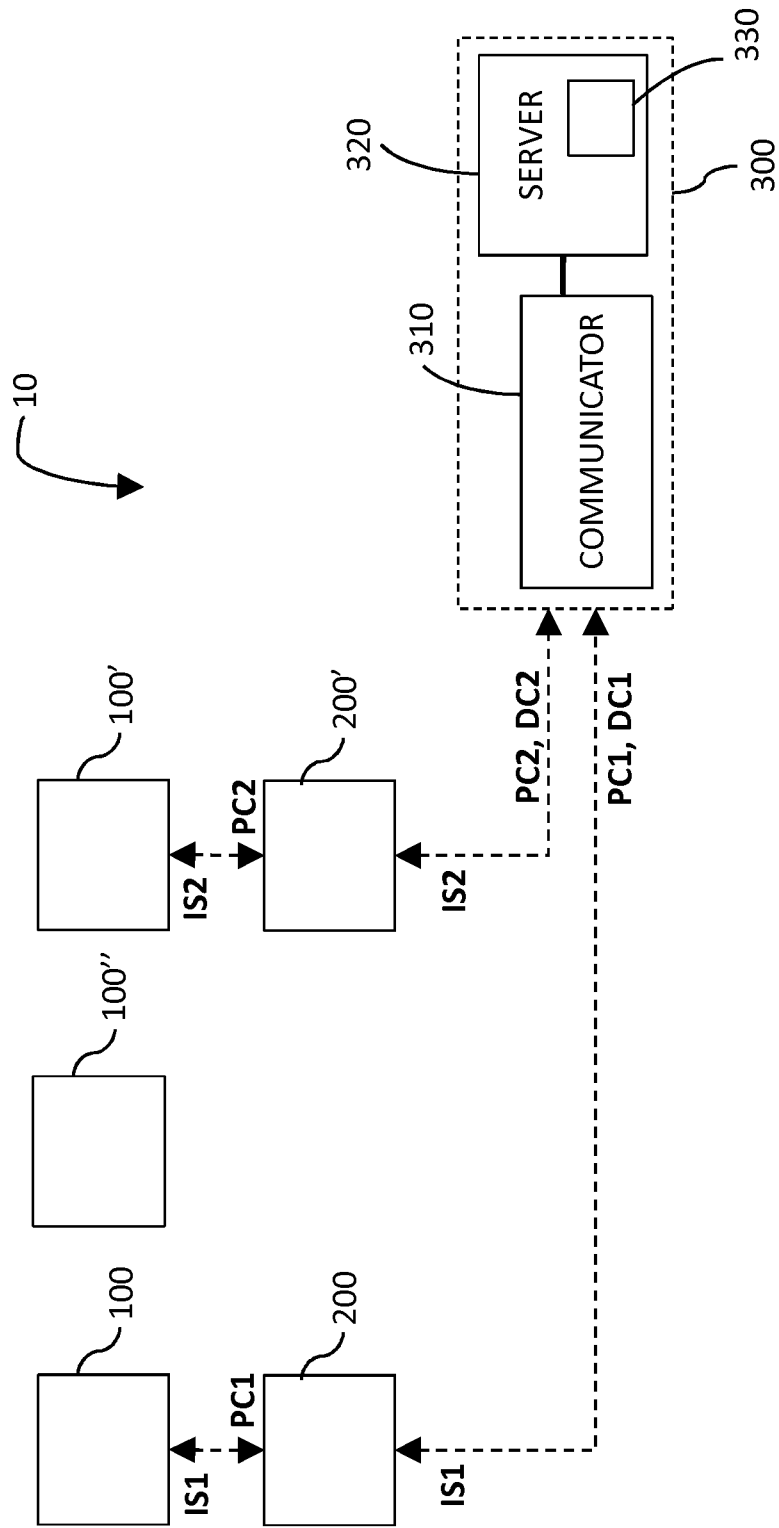 10
100
100''
100'
IS1
IS2
PC1
PC2
200
200'
320
310
IS1
IS2
PC2, DC2
SERVER
COMMUNICATOR
PC1, DC1
330
300